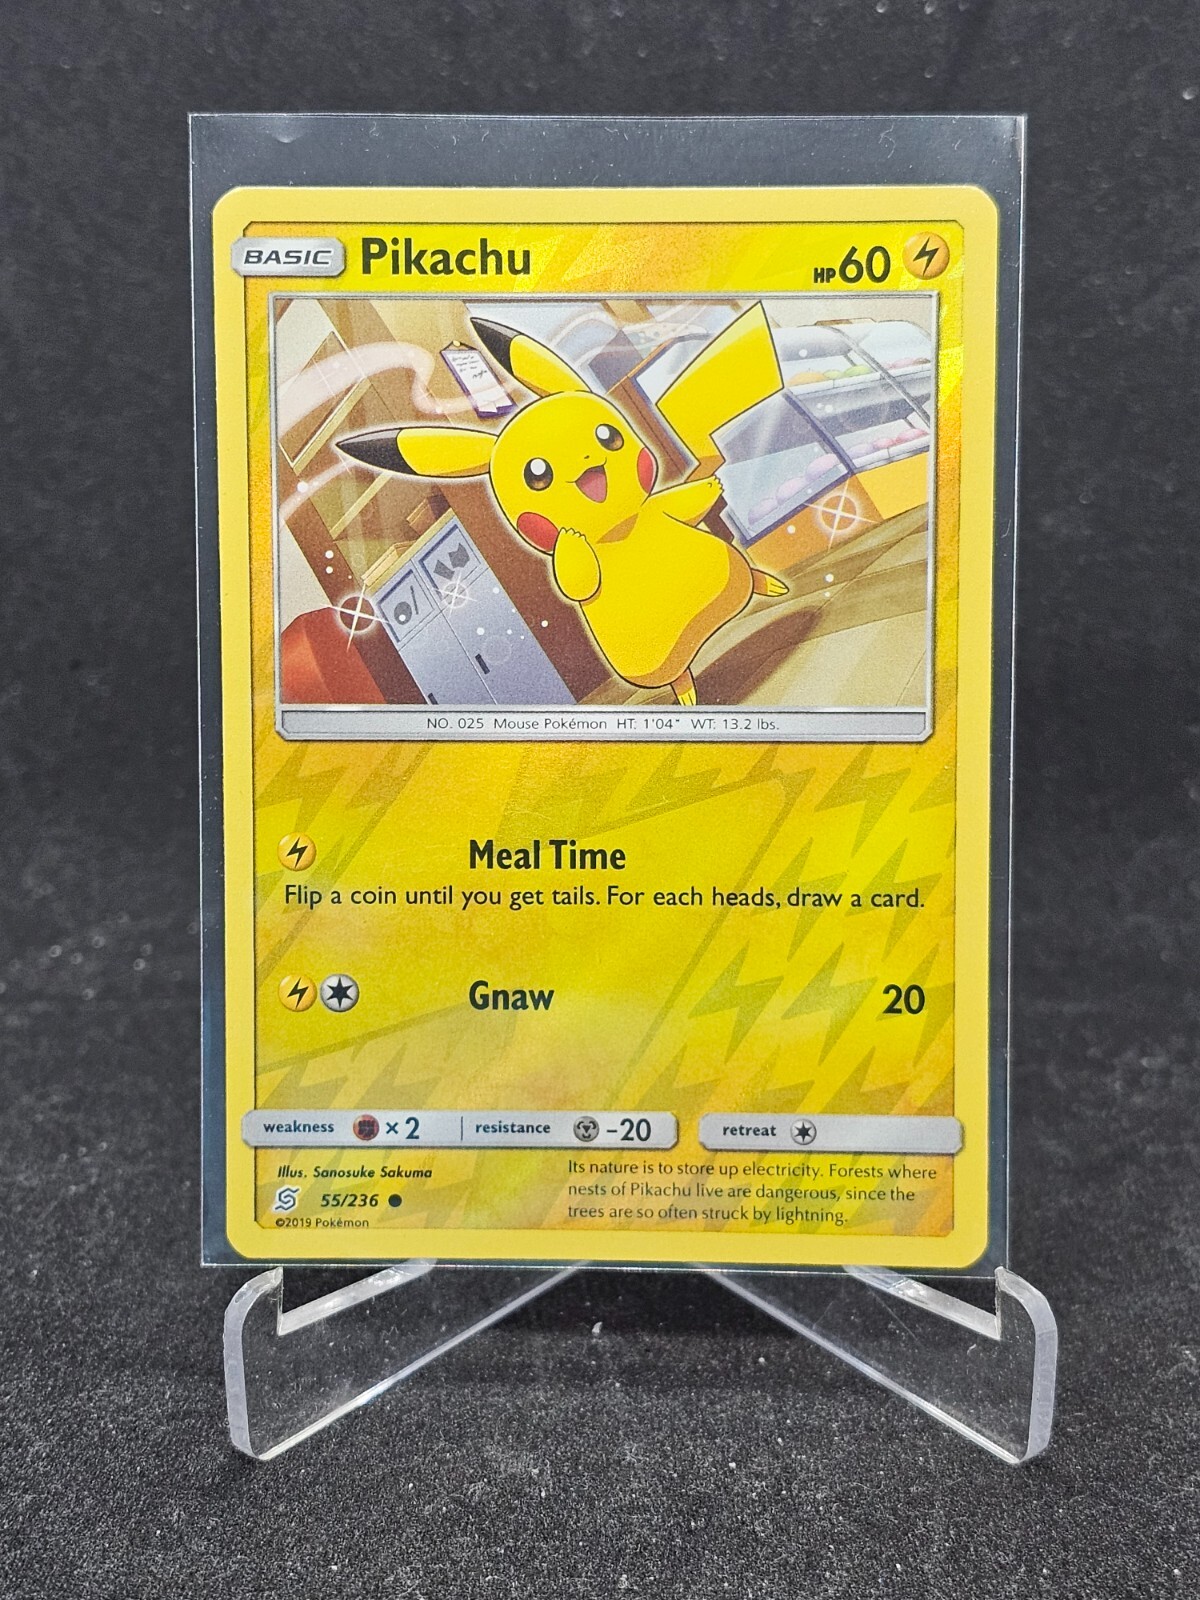 BASIC Pikachu HP60
NO. 025 Mouse Pokémon HT: 1'04" WT: 13.2 lbs.
Meal Time
Flip a coin until you get tails. For each heads, draw a card.
Gnaw 20
weakness ×2 resistance -20 retreat
Illus. Sanosuke Sakuma
55/236
©2019 Pokémon
Its nature is to store up electricity. Forests where
nests of Pikachu live are dangerous, since the
trees are so often struck by lightning.